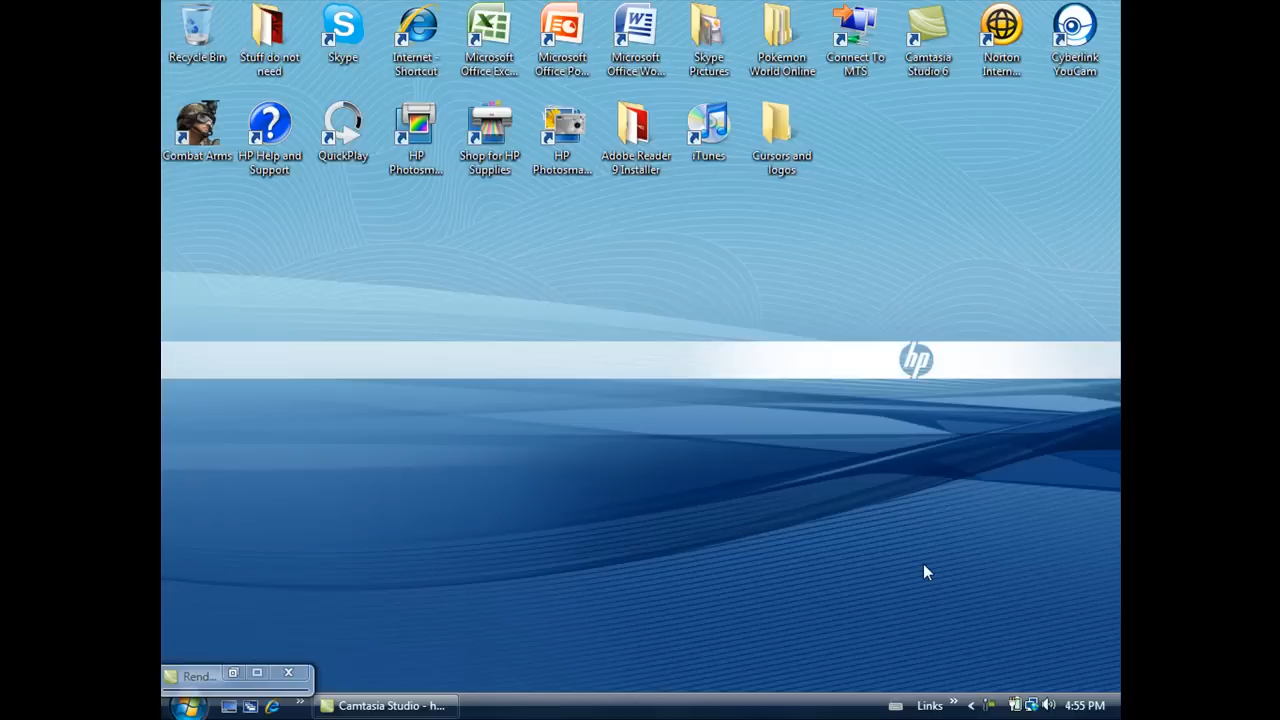 Recycle Bin
Stuff do not
need
Skype
Internet -
Shortcut
Microsoft
Office Exc...
Microsoft
Office Po...
Microsoft
Office Wo...
Skype
Pictures
Pokemon
World Online
Connect To
MTS
Camtasia
Studio 6
Norton
Intern...
Cyberlink
YouCam
Combat Arms
HP Help and
Support
QuickPlay
HP
Photosm...
Shop for HP
Supplies
HP
Photosma...
Adobe Reader
9 Installer
iTunes
Cursors and
logos
hp
Rend...
Camtasia Studio - h...
Links
4:55 PM